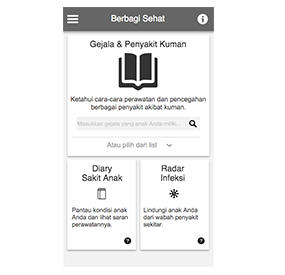 Berbagi Sehat
Gejala & Penyakit Kuman
Ketahui cara-cara perawatan dan pencegahan
berbagai penyakit akibat kuman.
Masukkan gejala yang anak Anda miliki...
Atau pilih dari list
Diary
Sakit Anak
Pantau kondisi anak
Anda dan lihat saran
perawatannya.
?
Radar
Infeksi
Lindungi anak Anda
dari wabah penyakit
sekitar.
?